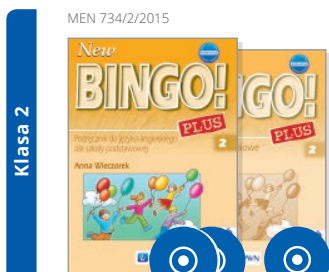 MEN 734/2/2015
Klasa 2
New
BINGO!
PLUS
2
Podręcznik do języka angielskiego
dla szkoły podstawowej
Anna Wieczorek
GO!
PLUS
2
PWN